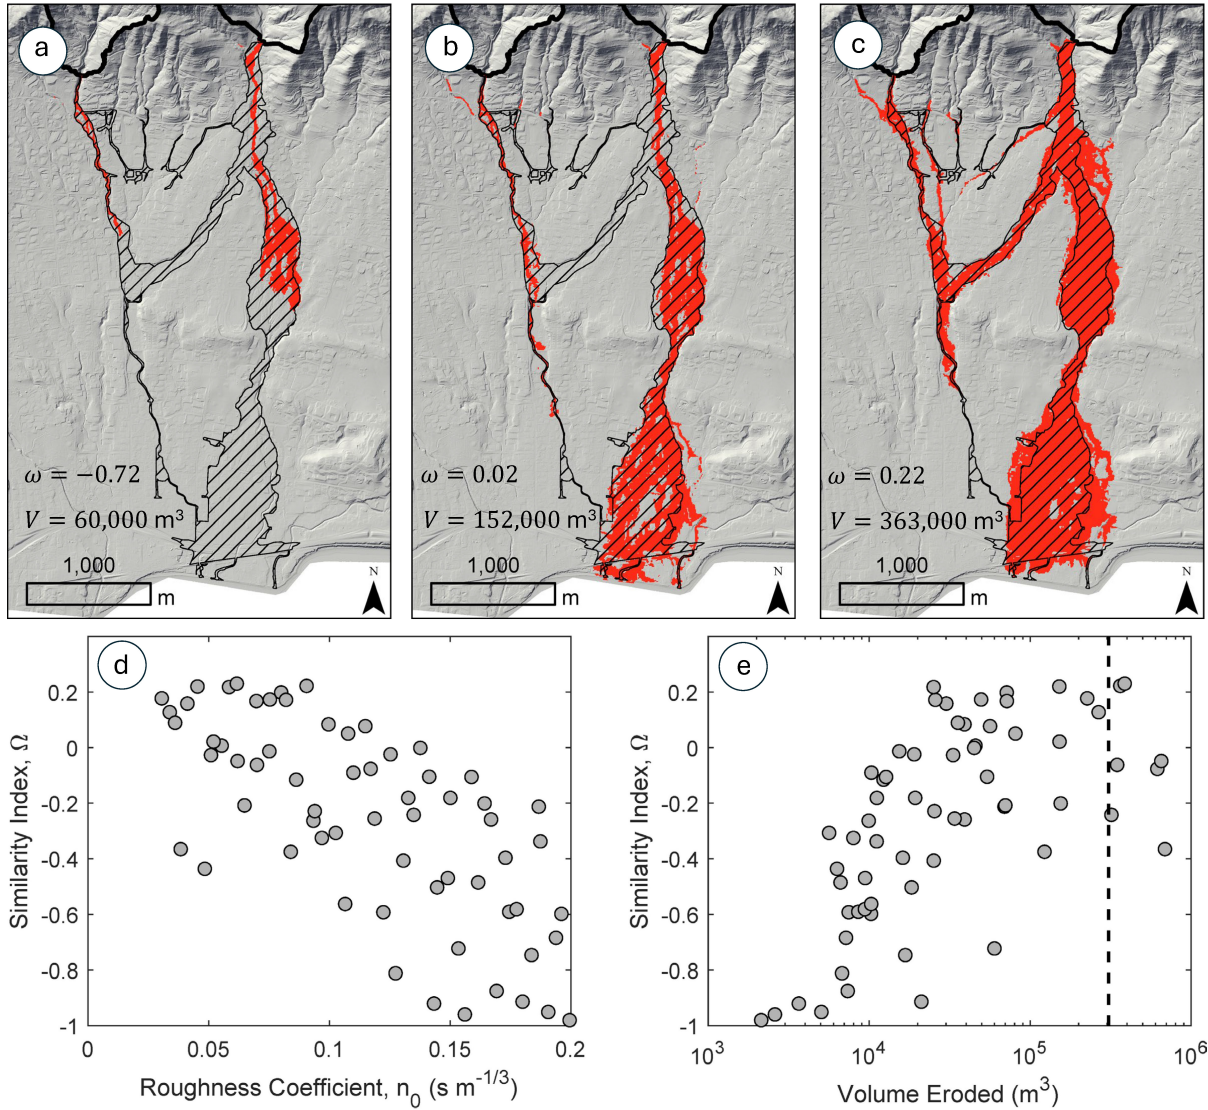 a
ω = −0.72
V = 60,000 m³
1,000
m
N
b
ω = 0.02
V = 152,000 m³
1,000
m
N
c
ω = 0.22
V = 363,000 m³
1,000
m
N
d
Similarity Index, Ω
0.2
0
-0.2
-0.4
-0.6
-0.8
-1
0
0.05
0.1
0.15
0.2
Roughness Coefficient, n₀ (s m⁻¹/³)
e
Similarity Index, Ω
0.2
0
-0.2
-0.4
-0.6
-0.8
-1
10³
10⁴
10⁵
10⁶
Volume Eroded (m³)